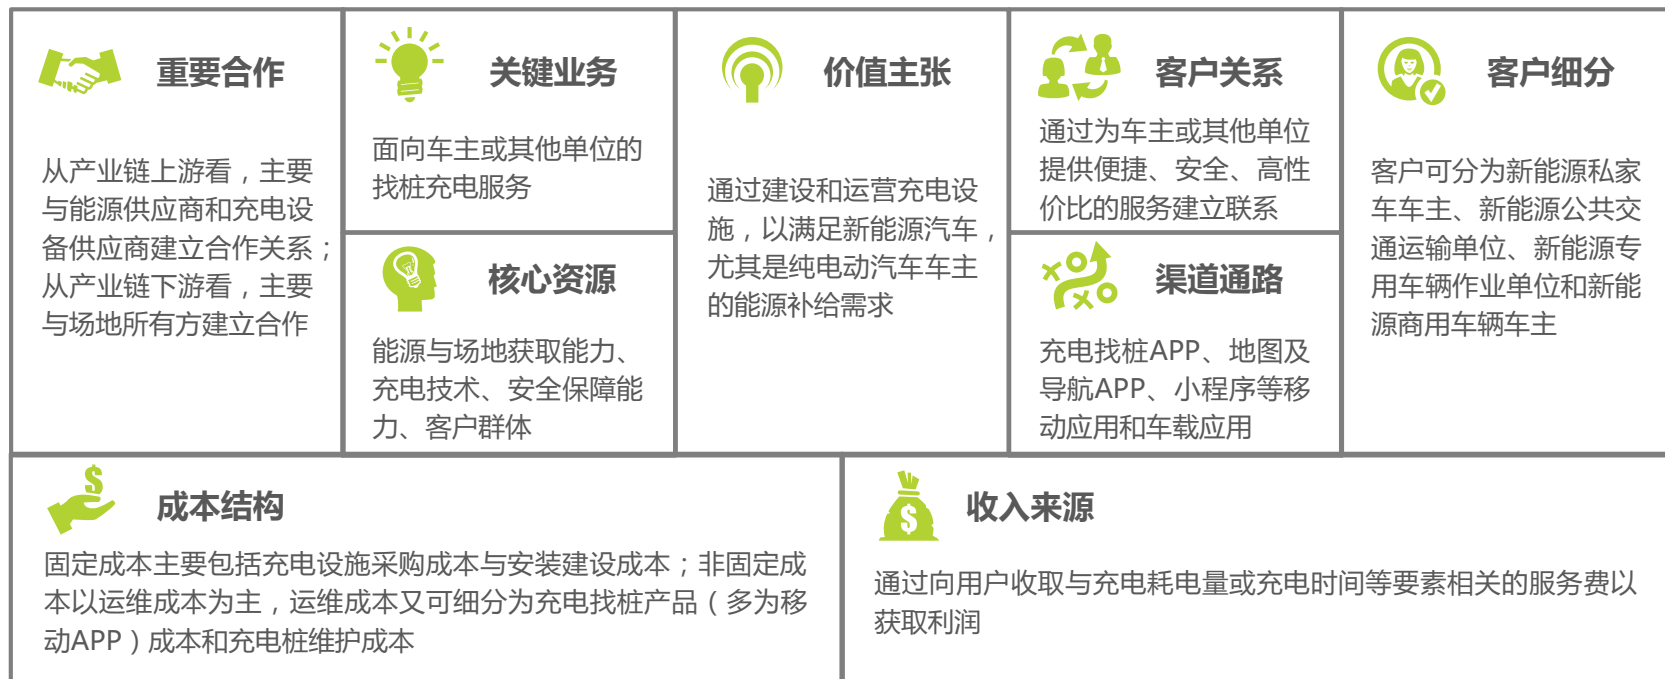 重要合作
从产业链上游看，主要
与能源供应商和充电设
备供应商建立合作关系；
从产业链下游看，主要
与场地所有方建立合作
关键业务
面向车主或其他单位的
找桩充电服务
核心资源
能源与场地获取能力、
充电技术、安全保障能
力、客户群体
价值主张
通过建设和运营充电设
施，以满足新能源汽车，
尤其是纯电动汽车车主
的能源补给需求
客户关系
通过为车主或其他单位
提供便捷、安全、高性
价比的服务建立联系
渠道通路
充电找桩APP、地图及
导航APP、小程序等移
动应用和车载应用
客户细分
客户可分为新能源私家
车车主、新能源公共交
通运输单位、新能源专
用车辆作业单位和新能
源商用车辆车主
成本结构
固定成本主要包括充电设施采购成本与安装建设成本；非固定成
本以运维成本为主，运维成本又可细分为充电找桩产品（多为移
动APP）成本和充电桩维护成本
收入来源
通过向用户收取与充电耗电量或充电时间等要素相关的服务费以
获取利润